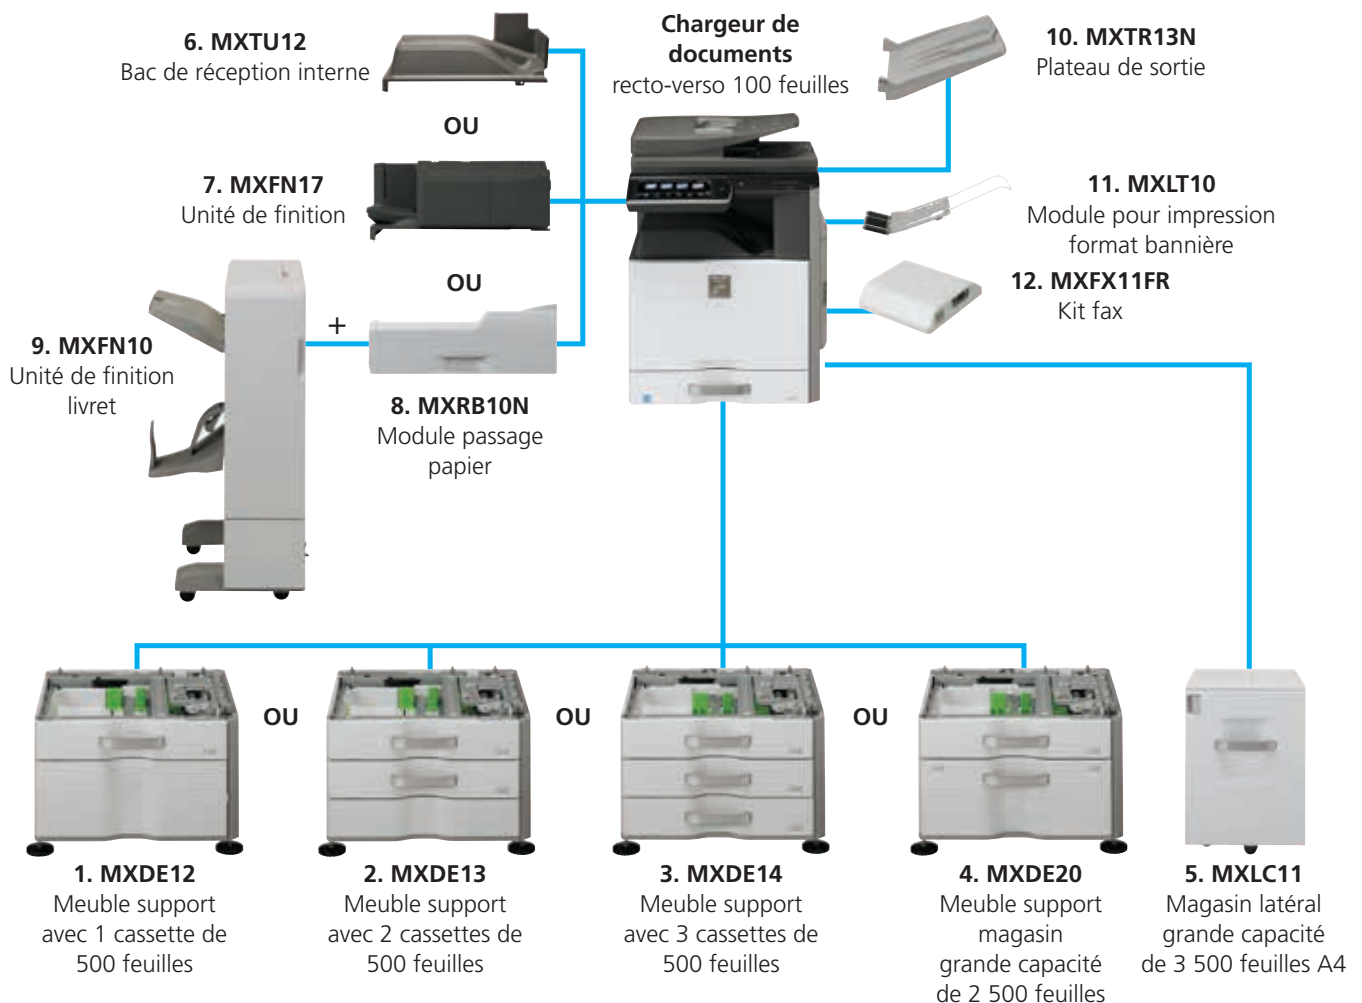 6. MXTU12
Bac de réception interne
OU
7. MXFN17
Unité de finition
OU
9. MXFN10
Unité de finition
livret
+
8. MXRB10N
Module passage
papier
Chargeur de
documents
recto-verso 100 feuilles
10. MXTR13N
Plateau de sortie
11. MXLT10
Module pour impression
format bannière
12. MXFX11FR
Kit fax
OU
OU
OU
1. MXDE12
Meuble support
avec 1 cassette de
500 feuilles
2. MXDE13
Meuble support
avec 2 cassettes de
500 feuilles
3. MXDE14
Meuble support
avec 3 cassettes de
500 feuilles
4. MXDE20
Meuble support
magasin
grande capacité
de 2 500 feuilles
5. MXLC11
Magasin latéral
grande capacité
de 3 500 feuilles A4